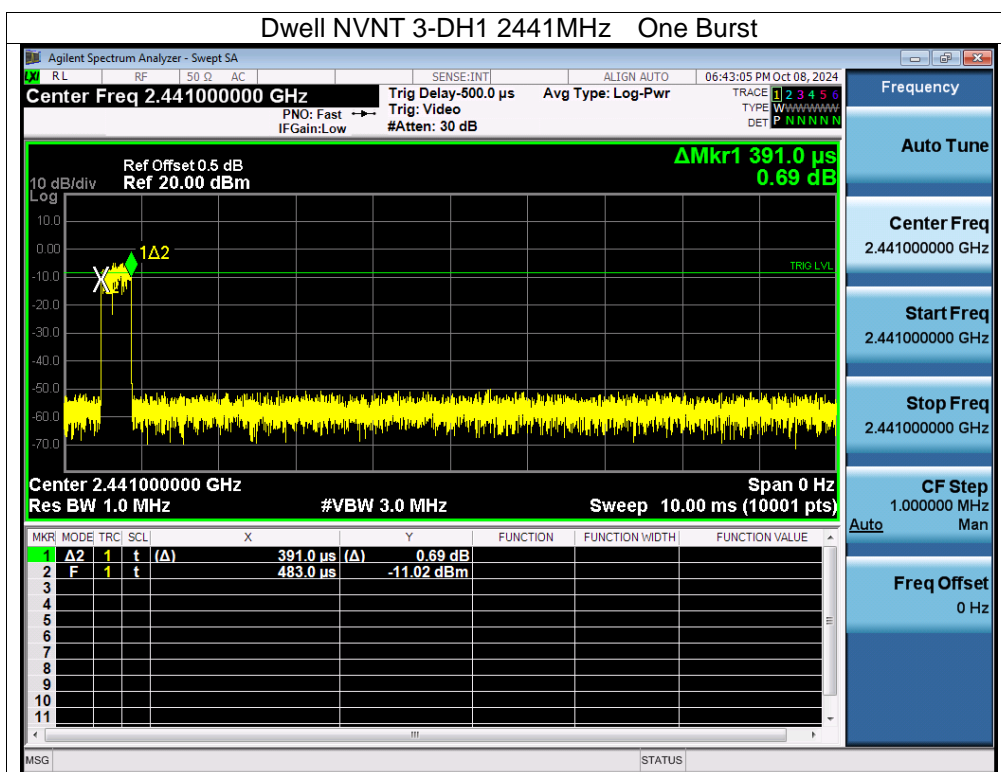 Dwell NVNT 3-DH1 2441MHz One Burst
Agilent Spectrum Analyzer - Swept SA
LXI RL RF 50 Ω AC SENSE:INT ALIGN AUTO 06:43:05 PM Oct 08, 2024
Center Freq 2.441000000 GHz
PNO: Fast
IFGain:Low
Trig Delay-500.0 µs
Trig: Video
#Atten: 30 dB
Avg Type: Log-Pwr
TRACE 1 2 3 4 5 6
TYPE WWWWWWW
DET P N N N N N
ΔMkr1 391.0 µs
0.69 dB
Ref Offset 0.5 dB
10 dB/div Ref 20.00 dBm
Log
10.0
0.00
-10.0
-20.0
-30.0
-40.0
-50.0
-60.0
-70.0
1Δ2
TRIG LVL
Center 2.441000000 GHz Span 0 Hz
Res BW 1.0 MHz #VBW 3.0 MHz Sweep 10.00 ms (10001 pts)
MKR MODE TRC SCL X Y FUNCTION FUNCTION WIDTH FUNCTION VALUE
1 Δ2 1 t (Δ) 391.0 µs (Δ) 0.69 dB
2 F 1 t 483.0 µs -11.02 dBm
3
4
5
6
7
8
9
10
11
MSG STATUS
Frequency
Auto Tune
Center Freq
2.441000000 GHz
Start Freq
2.441000000 GHz
Stop Freq
2.441000000 GHz
CF Step
1.000000 MHz
Auto Man
Freq Offset
0 Hz